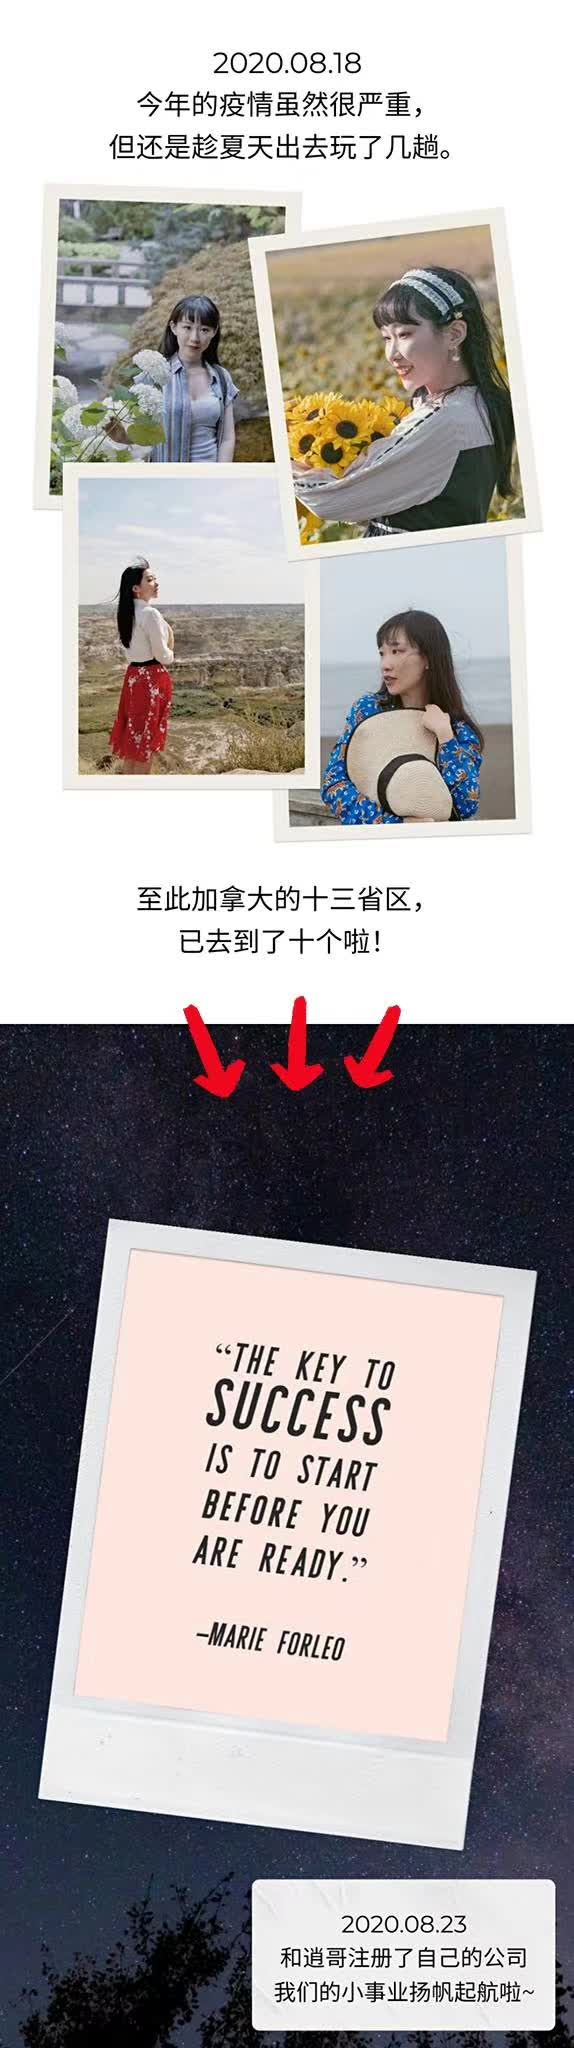 2020.08.18
今年的疫情虽然很严重，
但还是趁夏天出去玩了几趟。
至此加拿大的十三省区，
已去到了十个啦！
“THE KEY TO
SUCCESS
IS TO START
BEFORE YOU
ARE READY.”
–MARIE FORLEO
2020.08.23
和逍哥注册了自己的公司
我们的小事业扬帆起航啦~